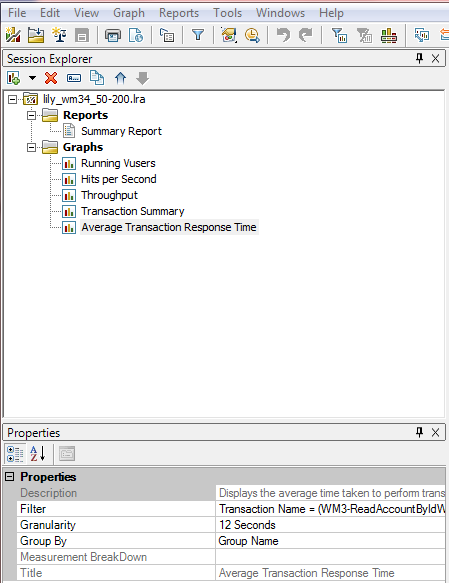 File Edit View Graph Reports Tools Windows Help
Session Explorer
lily_wm34_50-200.lra
Reports
Summary Report
Graphs
Running Vusers
Hits per Second
Throughput
Transaction Summary
Average Transaction Response Time
Properties
Properties
Description Displays the average time taken to perform trans
Filter Transaction Name = (WM3-ReadAccountByIdW
Granularity 12 Seconds
Group By Group Name
Measurement BreakDown
Title Average Transaction Response Time